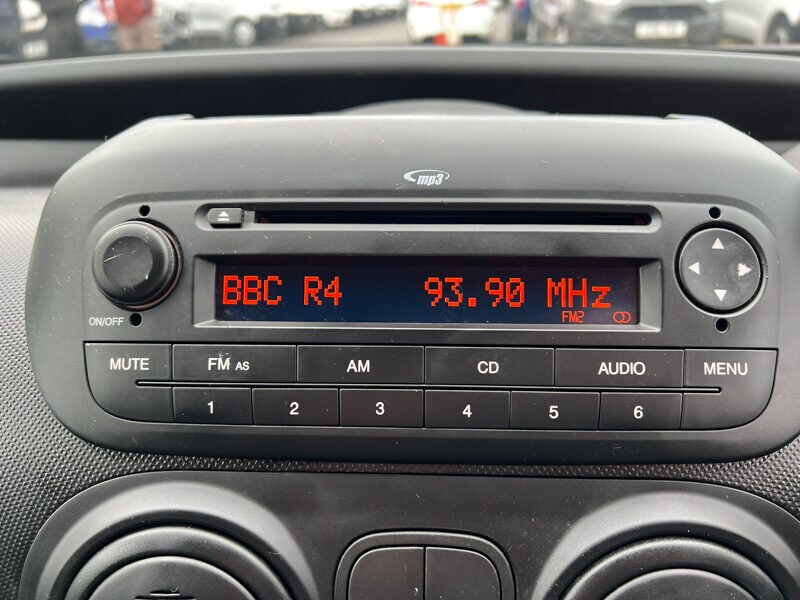 mp3
BBC R4 93.90 MHz
FM2
ON/OFF
MUTE FM AS AM CD AUDIO MENU
1 2 3 4 5 6